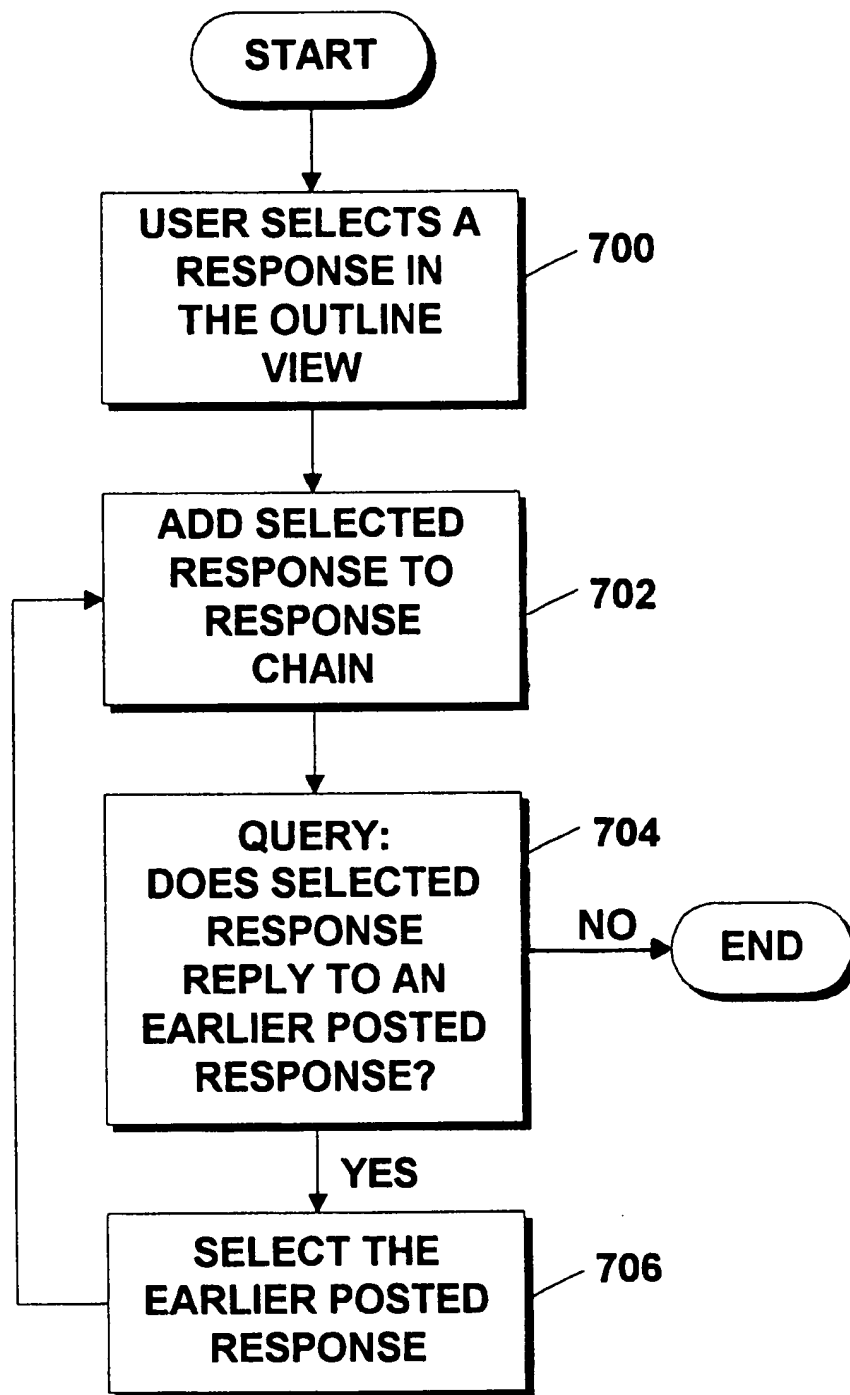 START
USER SELECTS A
RESPONSE IN
THE OUTLINE
VIEW
700
ADD SELECTED
RESPONSE TO
RESPONSE
CHAIN
702
QUERY:
DOES SELECTED
RESPONSE
REPLY TO AN
EARLIER POSTED
RESPONSE?
704
NO
END
YES
SELECT THE
EARLIER POSTED
RESPONSE
706